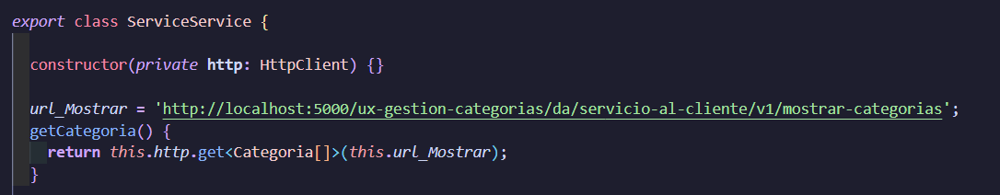 export class ServiceService {
constructor(private http: HttpClient) {}
url_Mostrar = 'http://localhost:5000/ux-gestion-categorias/da/servicio-al-cliente/v1/mostrar-categorias';
getCategoria() {
return this.http.get<Categoria[]>(this.url_Mostrar);
}